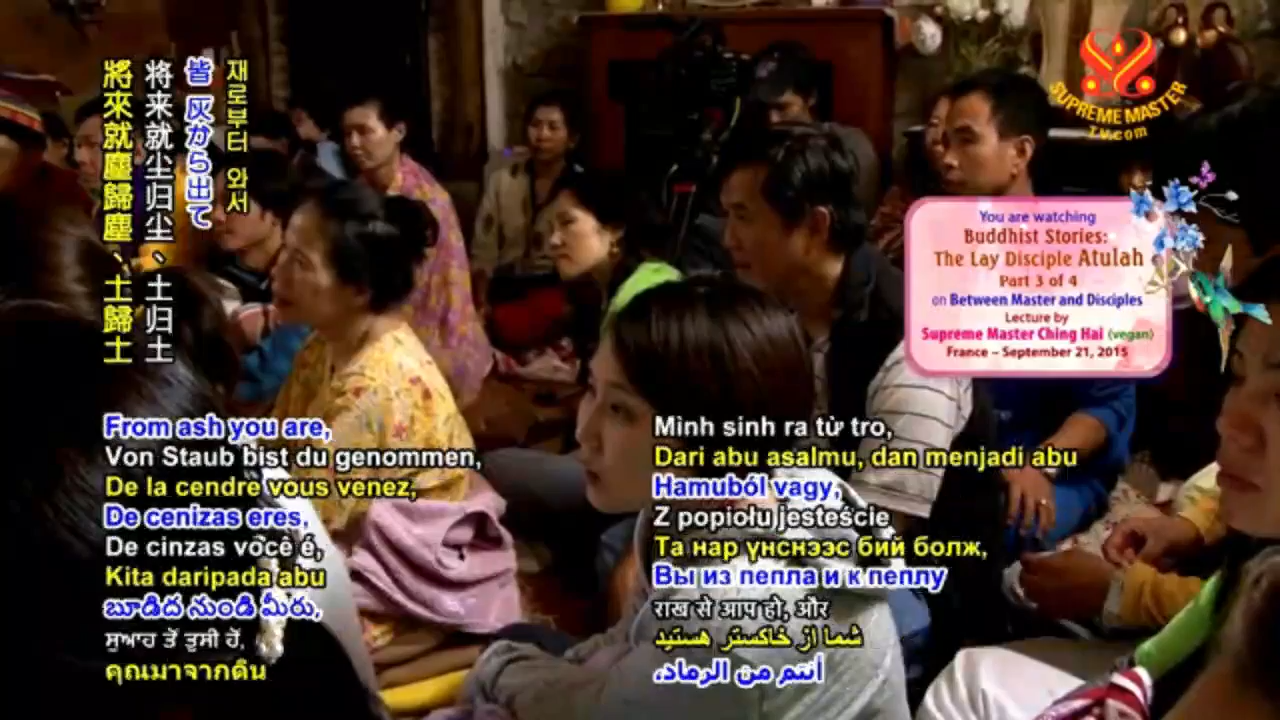 재로부터 와서
皆 灰から出て
将来就尘归尘、土归土
將來就塵歸塵、土歸土
SUPREME MASTER
TV.com
You are watching
Buddhist Stories:
The Lay Disciple Atulah
Part 3 of 4
on Between Master and Disciples
Lecture by
Supreme Master Ching Hai (vegan)
France – September 21, 2015
From ash you are,
Von Staub bist du genommen,
De la cendre vous venez,
De cenizas eres,
De cinzas você é,
Kita daripada abu
బూడిద నుండి మీరు,
ਸੁਆਹ ਤੋਂ ਤੁਸੀ ਹੋਂ,
คุณมาจากดิน
Mình sinh ra từ tro,
Dari abu asalmu, dan menjadi abu
Hamuból vagy,
Z popiołu jesteście
Та нар үнснээс бий болж,
Вы из пепла и к пеплу
राख से आप हो, और
شما از خاکستر هستید
أنتم من الرماد،